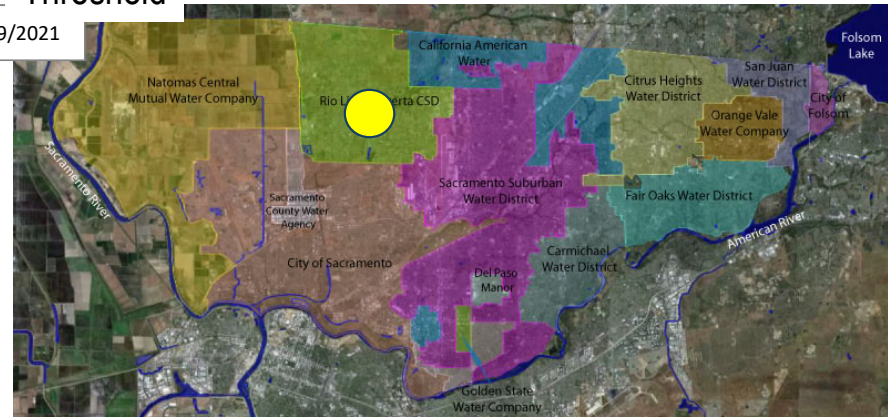 Threshold
9/2021
California American
Water
Folsom
Lake
Natomas Central
Mutual Water Company
Rio L erta CSD
Citrus Heights
Water District
San Juan
Water District
City of
Folsom
Orange Vale
Water Company
Sacramento River
Sacramento
County Water
Agency
Sacramento Suburban
Water District
Fair Oaks Water District
American River
City of Sacramento
Carmichael
Water District
Del Paso
Manor
Golden State
Water Company